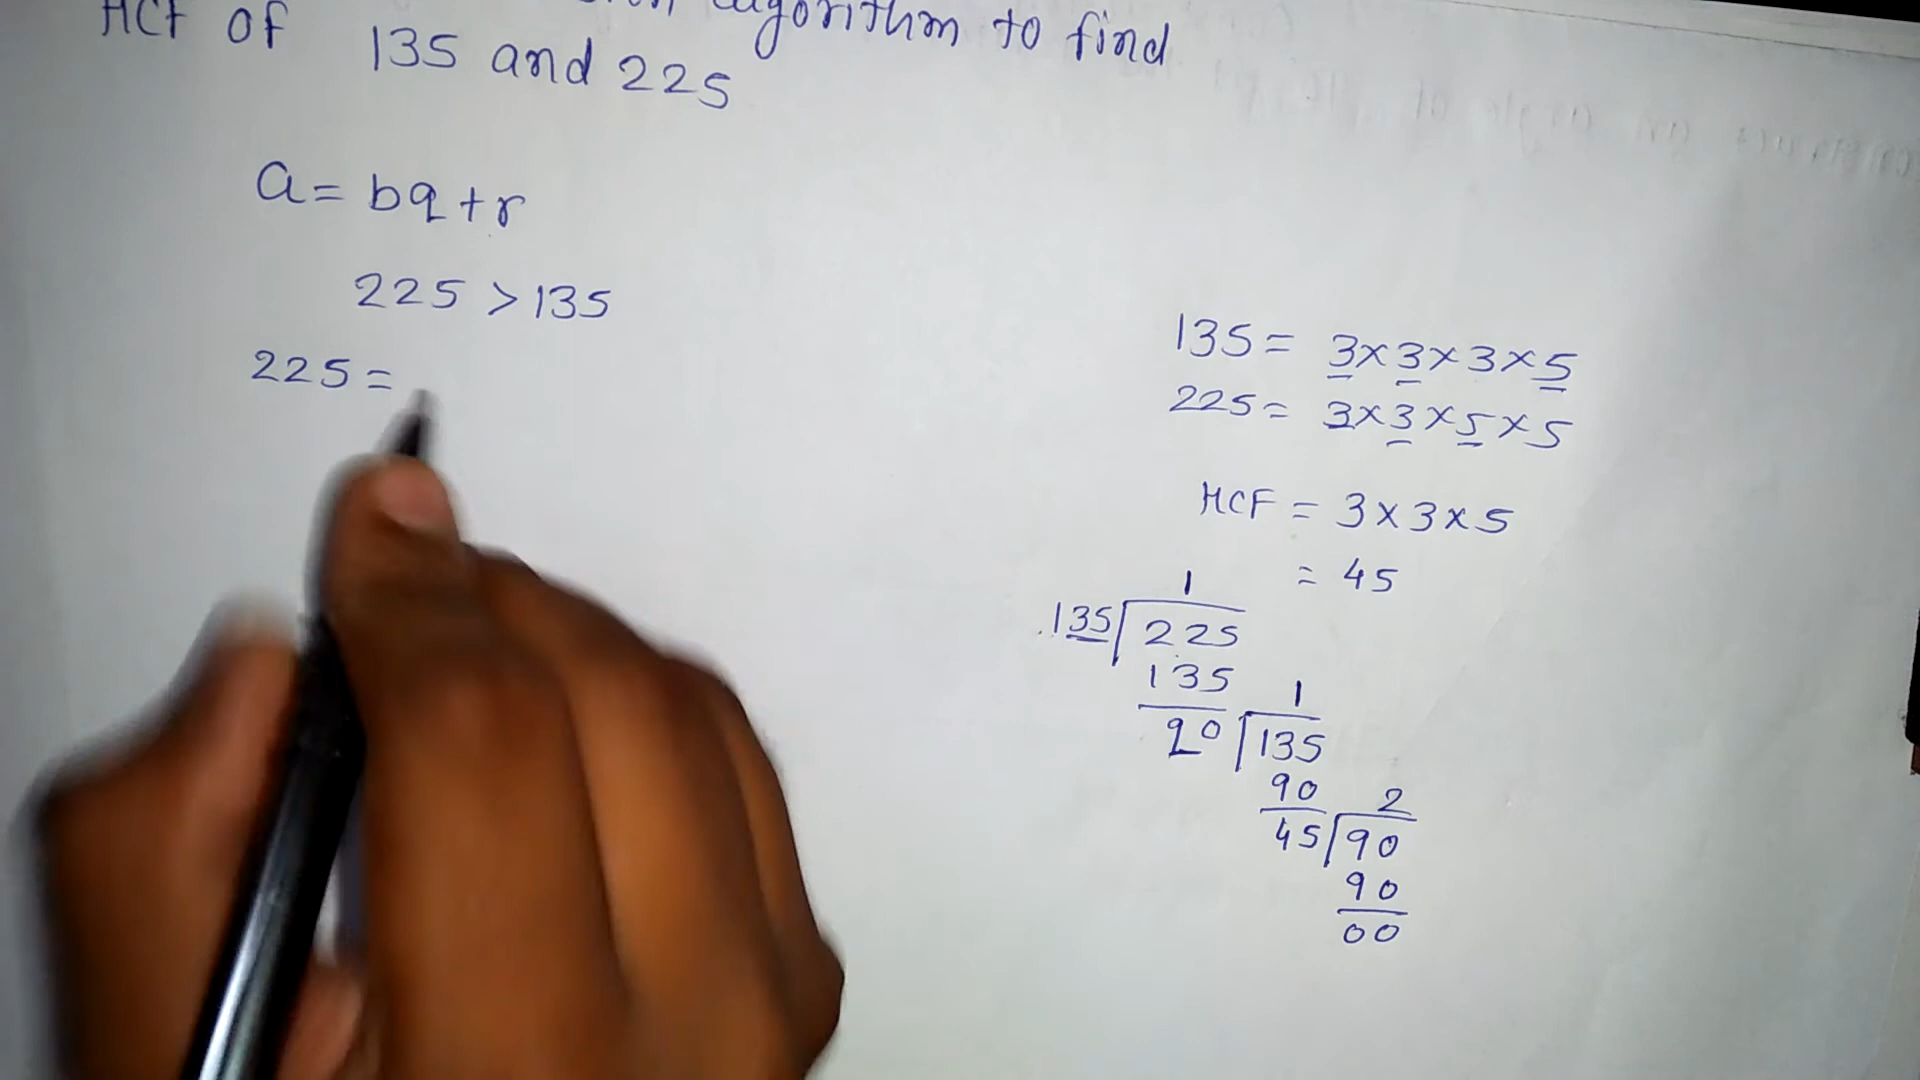 algorithm to find
HCF of 135 and 225
a = bq + r
225 > 135
225 =
135 = 3×3×3×5
225 = 3×3×5×5
HCF = 3×3×5
= 45
1
135 225
135 1
90 135
90 2
45 90
90
00